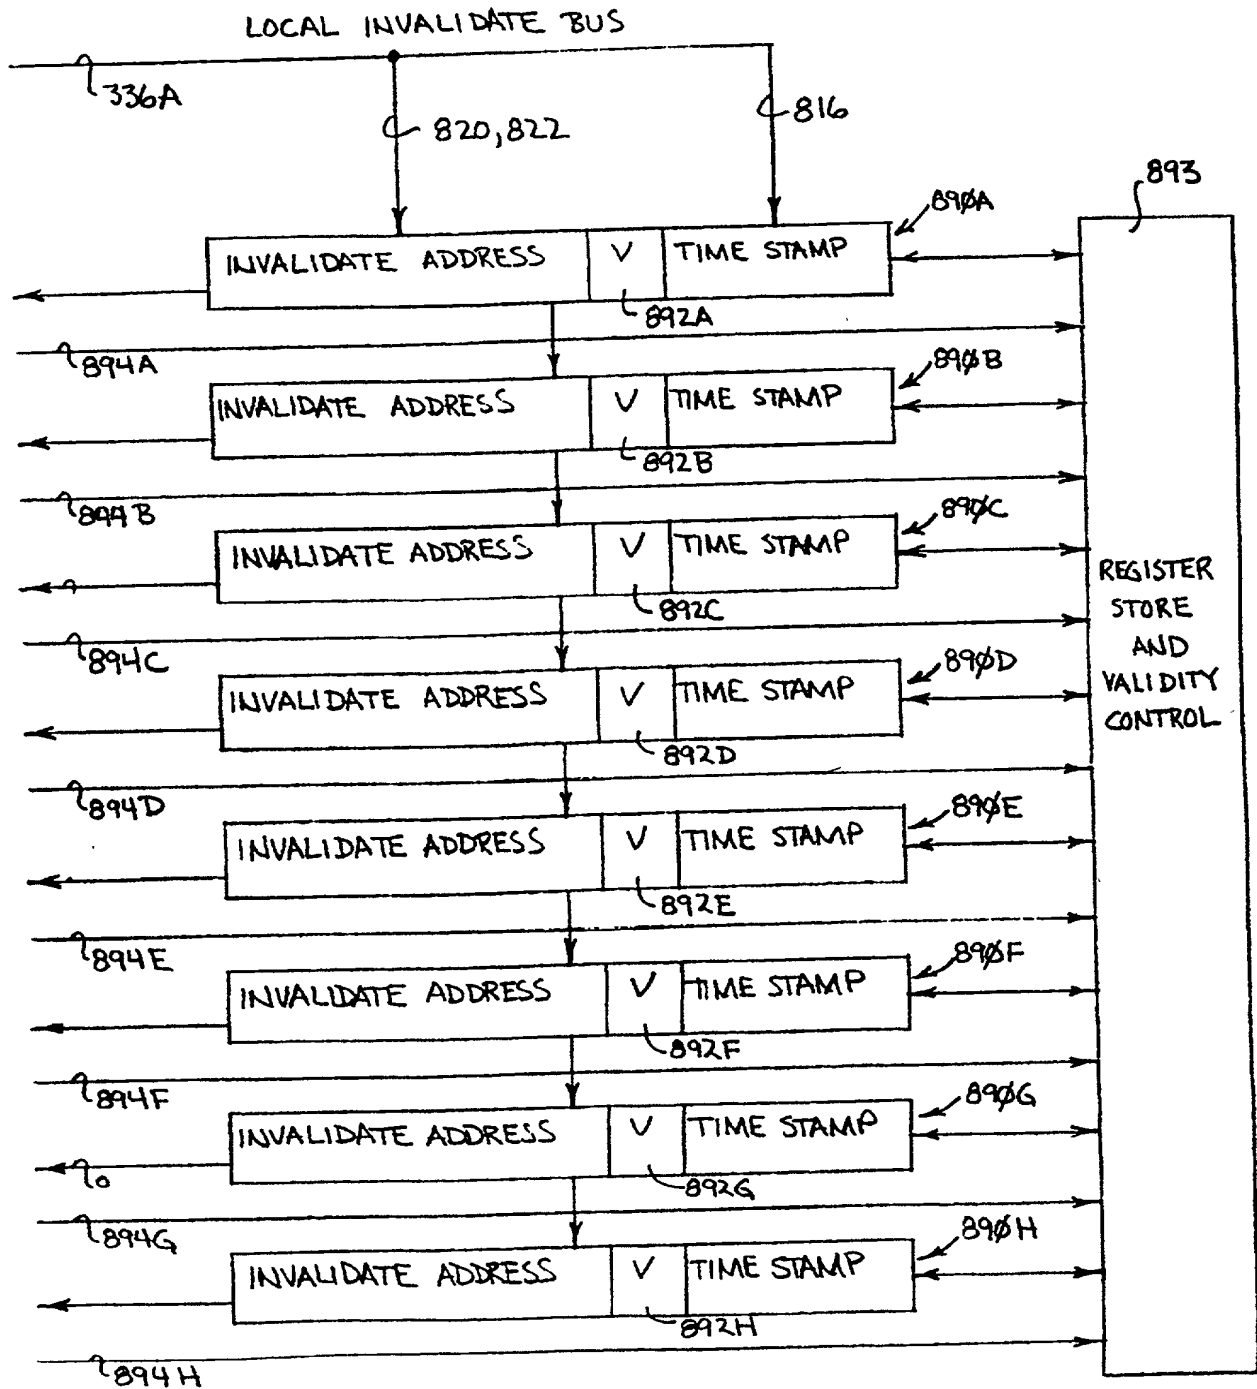 LOCAL INVALIDATE BUS
336A
820,822
816
893
890A
INVALIDATE ADDRESS V TIME STAMP
892A
894A
890B
INVALIDATE ADDRESS V TIME STAMP
892B
894B
890C
INVALIDATE ADDRESS V TIME STAMP
892C
894C
REGISTER
STORE
AND
VALIDITY
CONTROL
890D
INVALIDATE ADDRESS V TIME STAMP
892D
894D
890E
INVALIDATE ADDRESS V TIME STAMP
892E
894E
890F
INVALIDATE ADDRESS V TIME STAMP
892F
894F
890G
INVALIDATE ADDRESS V TIME STAMP
892G
894G
890H
INVALIDATE ADDRESS V TIME STAMP
892H
894H